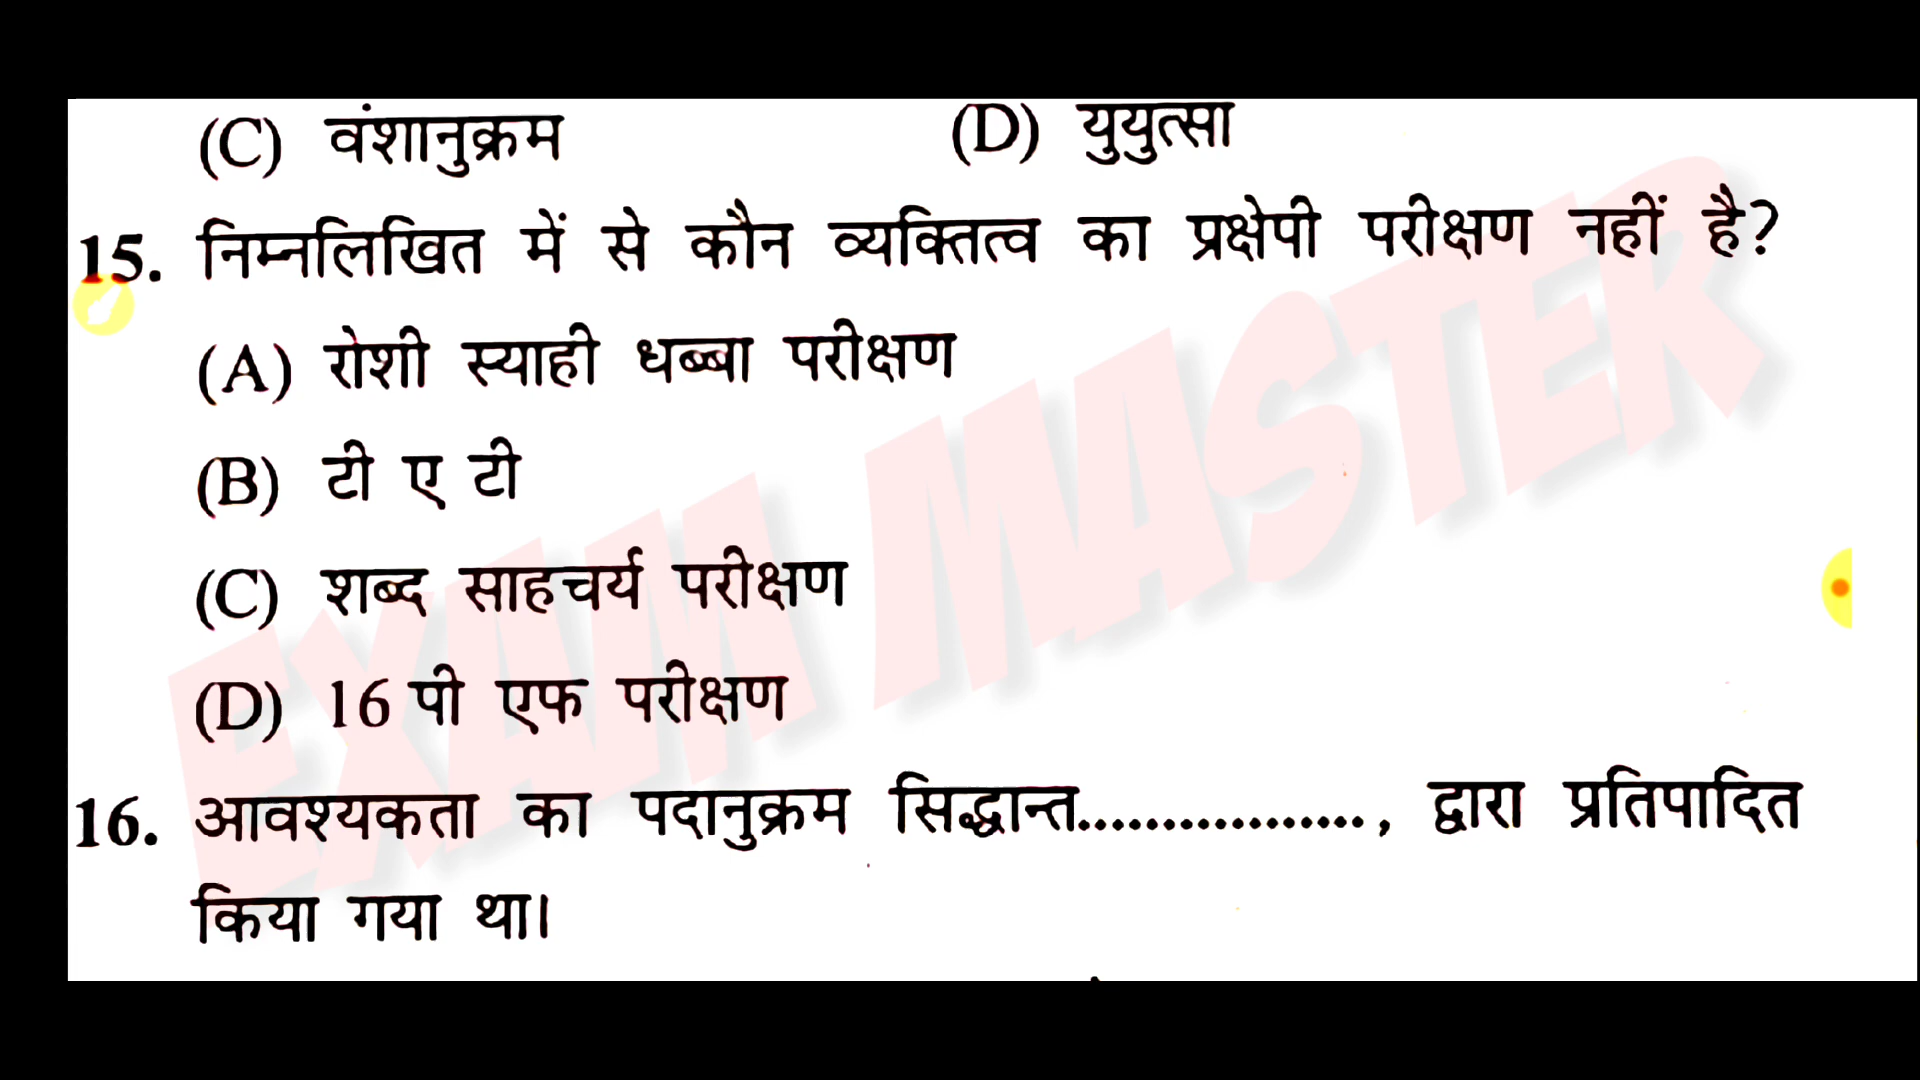 (C) वंशानुक्रम (D) युयुत्सा
15. निम्नलिखित में से कौन व्यक्तित्व का प्रक्षेपी परीक्षण नहीं है?
(A) रोशी स्याही धब्बा परीक्षण
(B) टी ए टी
(C) शब्द साहचर्य परीक्षण
(D) 16 पी एफ परीक्षण
16. आवश्यकता का पदानुक्रम सिद्धान्त................., द्वारा प्रतिपादित
किया गया था।
EXAM MASTER